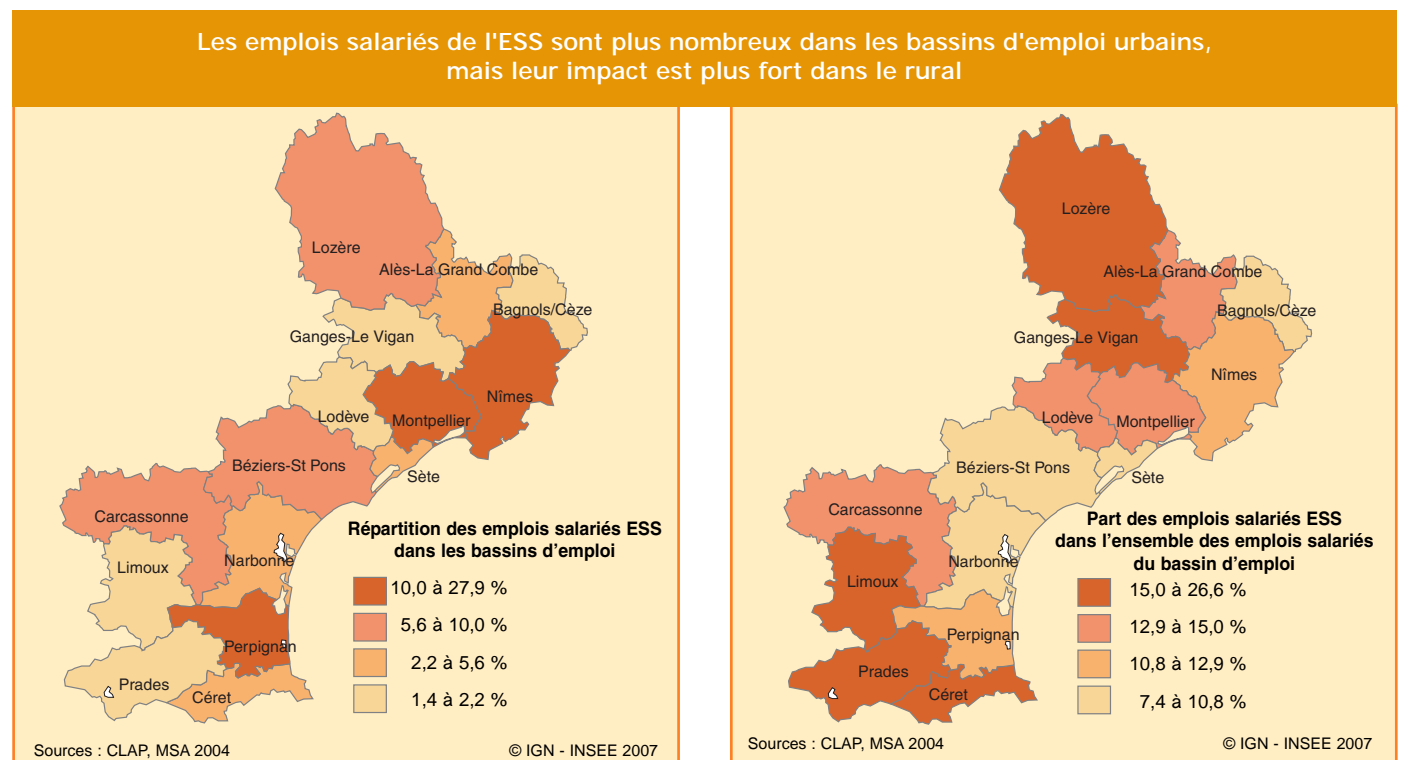 Les emplois salariés de l'ESS sont plus nombreux dans les bassins d'emploi urbains,
mais leur impact est plus fort dans le rural
Lozère
Alès-La Grand Combe
Bagnols/Cèze
Ganges-Le Vigan
Nîmes
Lodève
Montpellier
Béziers-St Pons
Sète
Carcassonne
Narbonne
Limoux
Perpignan
Prades
Céret
Répartition des emplois salariés ESS
dans les bassins d'emploi
10,0 à 27,9 %
5,6 à 10,0 %
2,2 à 5,6 %
1,4 à 2,2 %
Sources : CLAP, MSA 2004
© IGN - INSEE 2007
Lozère
Alès-La Grand Combe
Bagnols/Cèze
Ganges-Le Vigan
Nîmes
Lodève
Montpellier
Béziers-St Pons
Sète
Carcassonne
Narbonne
Limoux
Perpignan
Prades
Céret
Part des emplois salariés ESS
dans l'ensemble des emplois salariés
du bassin d'emploi
15,0 à 26,6 %
12,9 à 15,0 %
10,8 à 12,9 %
7,4 à 10,8 %
Sources : CLAP, MSA 2004
© IGN - INSEE 2007